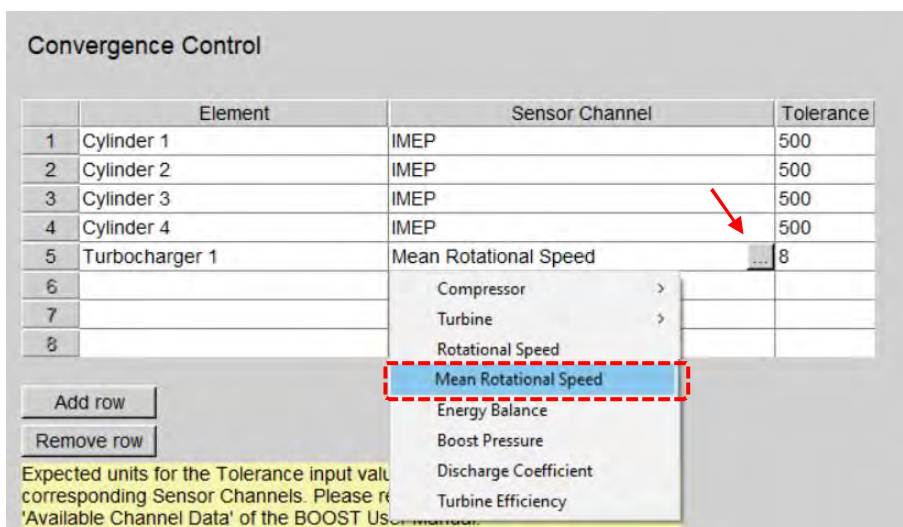 Convergence Control
Element Sensor Channel Tolerance
1 Cylinder 1 IMEP 500
2 Cylinder 2 IMEP 500
3 Cylinder 3 IMEP 500
4 Cylinder 4 IMEP 500
5 Turbocharger 1 Mean Rotational Speed ... 8
6
7
8
Compressor >
Turbine >
Rotational Speed
Mean Rotational Speed
Energy Balance
Boost Pressure
Discharge Coefficient
Turbine Efficiency
Add row
Remove row
Expected units for the Tolerance input
corresponding Sensor Channels. Please
'Available Channel Data' of the BOOST User Manual.